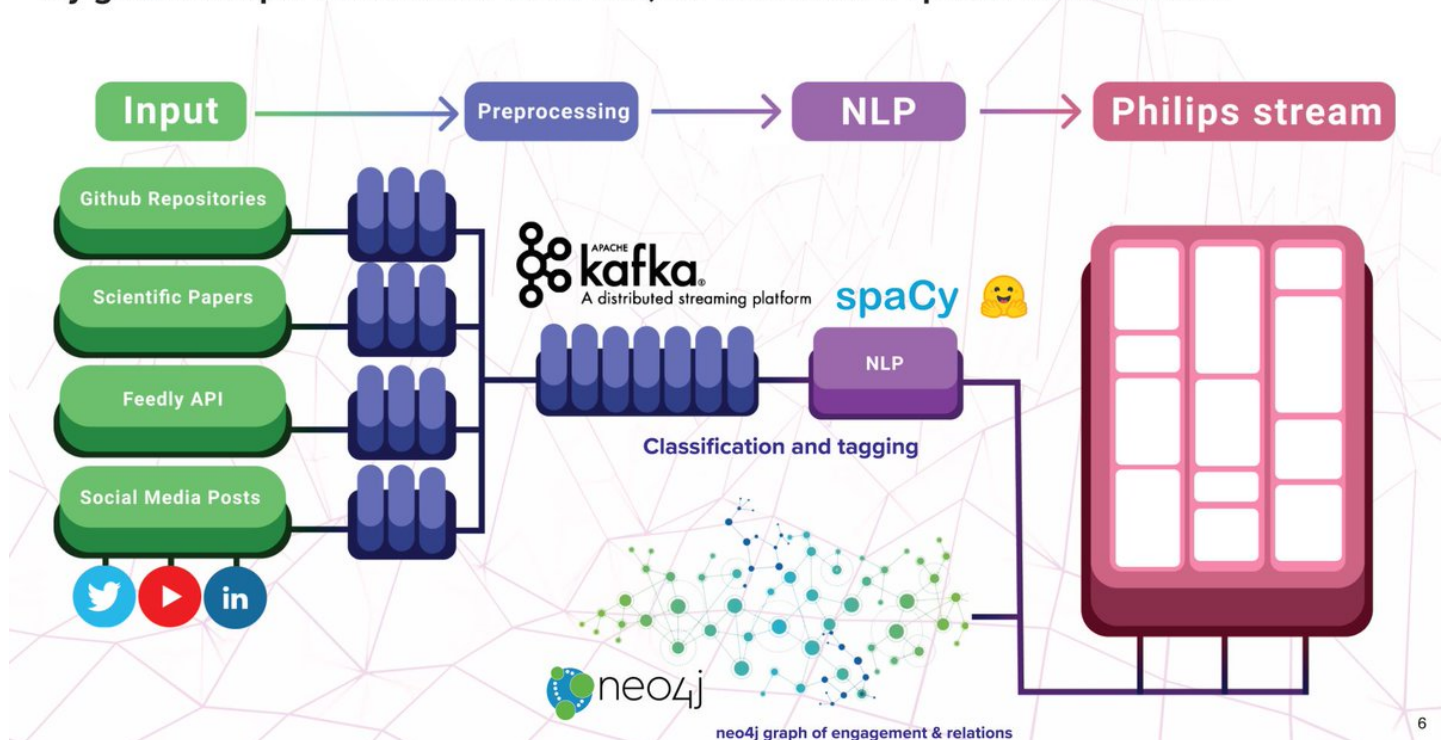 Input
Preprocessing
NLP
Philips stream
Github Repositories
Scientific Papers
Feedly API
Social Media Posts
in
APACHE
kafka®
A distributed streaming platform
spaCy
NLP
Classification and tagging
neo4j
neo4j graph of engagement & relations
6